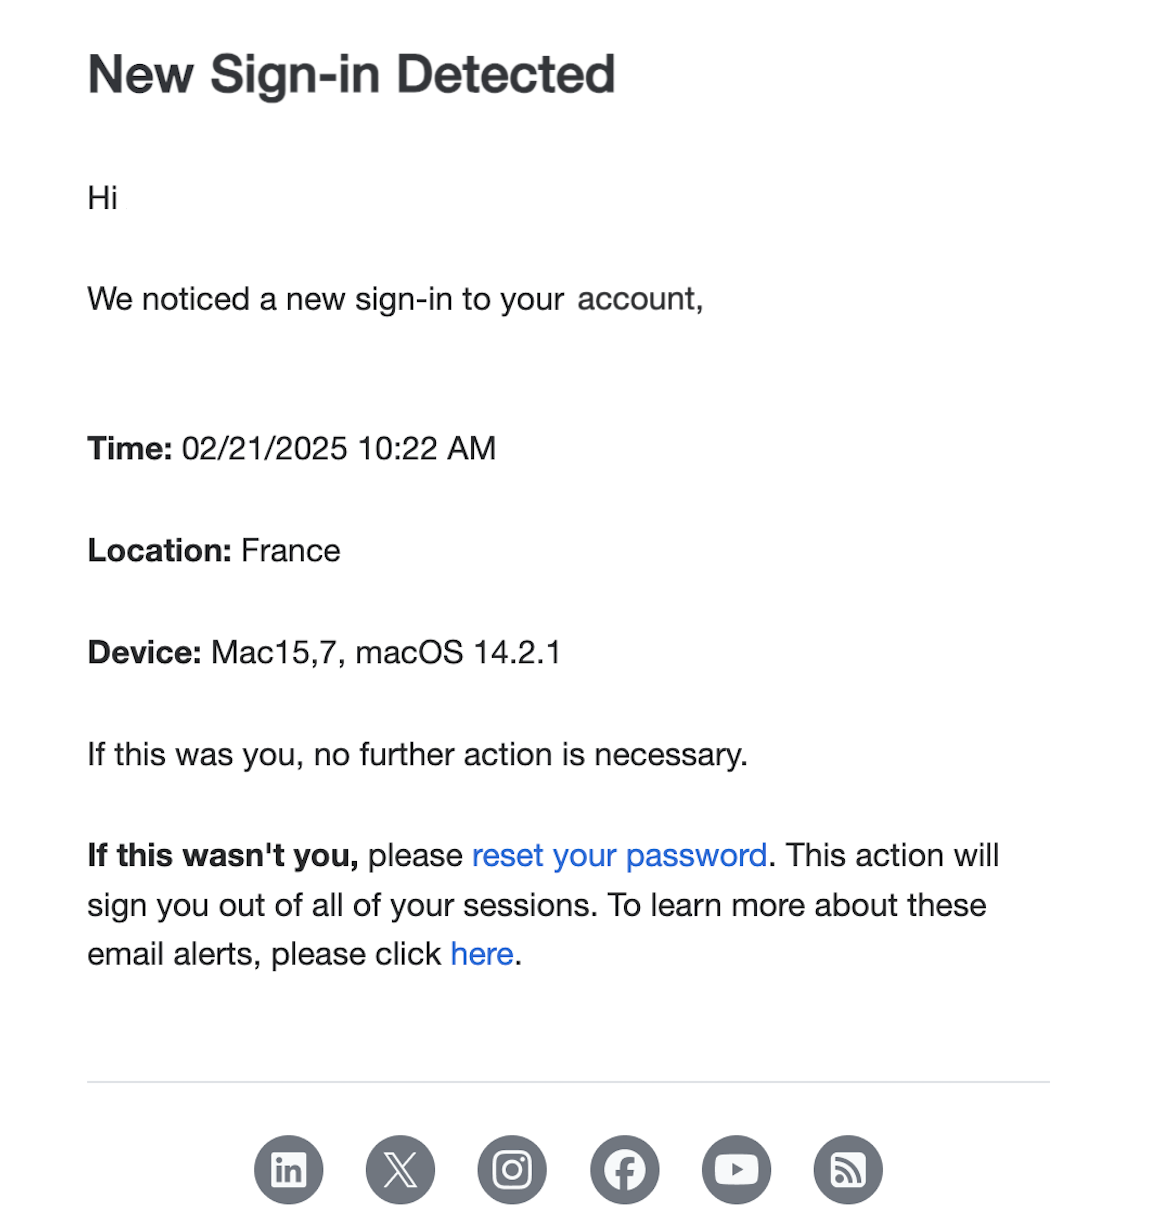 New Sign-in Detected
Hi
We noticed a new sign-in to your account,
Time: 02/21/2025 10:22 AM
Location: France
Device: Mac15,7, macOS 14.2.1
If this was you, no further action is necessary.
If this wasn't you, please reset your password. This action will
sign you out of all of your sessions. To learn more about these
email alerts, please click here.
in